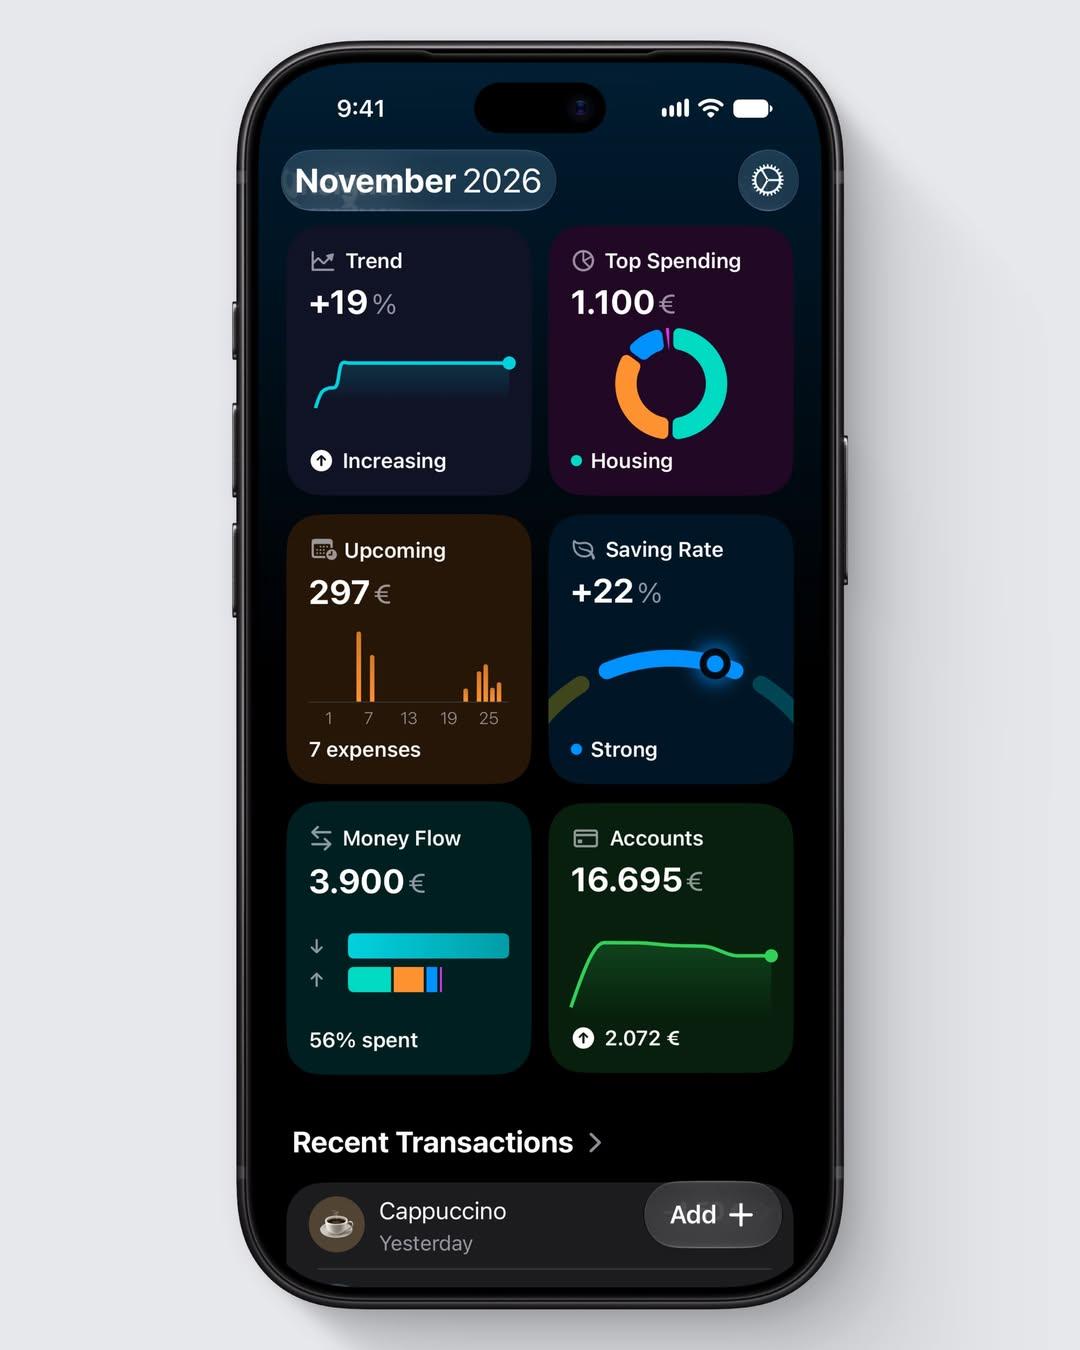 9:41
November 2026
Trend
+19 %
Increasing
Top Spending
1.100 €
Housing
Upcoming
297 €
1 7 13 19 25
7 expenses
Saving Rate
+22 %
Strong
Money Flow
3.900 €
56% spent
Accounts
16.695 €
2.072 €
Recent Transactions
Cappuccino
Yesterday
Add